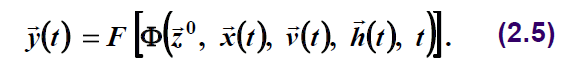 y⃗(t) = F[Φ(z⃗⁰, x⃗(t), v⃗(t), h⃗(t), t)]. (2.5)